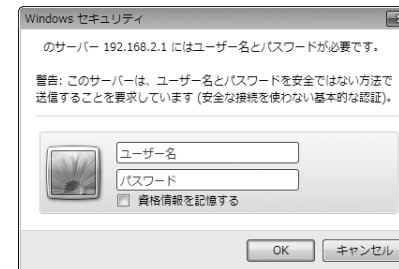 Windows セキュリティ
のサーバー 192.168.2.1 にはユーザー名とパスワードが必要です。
警告: このサーバーは、ユーザー名とパスワードを安全ではない方法で
送信することを要求しています (安全な接続を使わない基本的な認証)。
ユーザー名
パスワード
資格情報を記憶する
OK
キャンセル